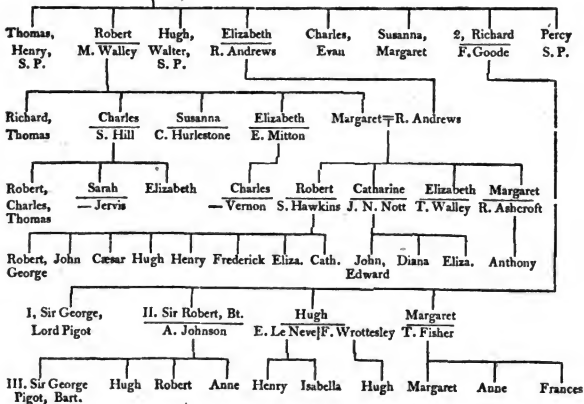 Thomas, Robert Hugh, Elizabeth Charles, Susanna, 2, Richard Percy
Henry, M. Walley Walter, R. Andrews Evan Margaret F. Goode S. P.
S. P. S. P.
Richard, Charles Susanna Elizabeth Margaret R. Andrews
Thomas S. Hill C. Hurlestone E. Mitton
Robert, Sarah Elizabeth Charles Robert Catharine Elizabeth Margaret
Charles, — Jervis — Vernon S. Hawkins J. N. Nott T. Walley R. Ashcroft
Thomas
Robert, John Cæsar Hugh Henry Frederick Eliza. Cath. John, Diana Eliza. Anthony
George Edward
I, Sir George, II. Sir Robert, Bt. Hugh Margaret
Lord Pigot A. Johnson E. Le Neve F. Wrottesley T. Fisher
III. Sir George Hugh Robert Anne Henry Isabella Hugh Margaret Anne Frances
Pigot, Bart.